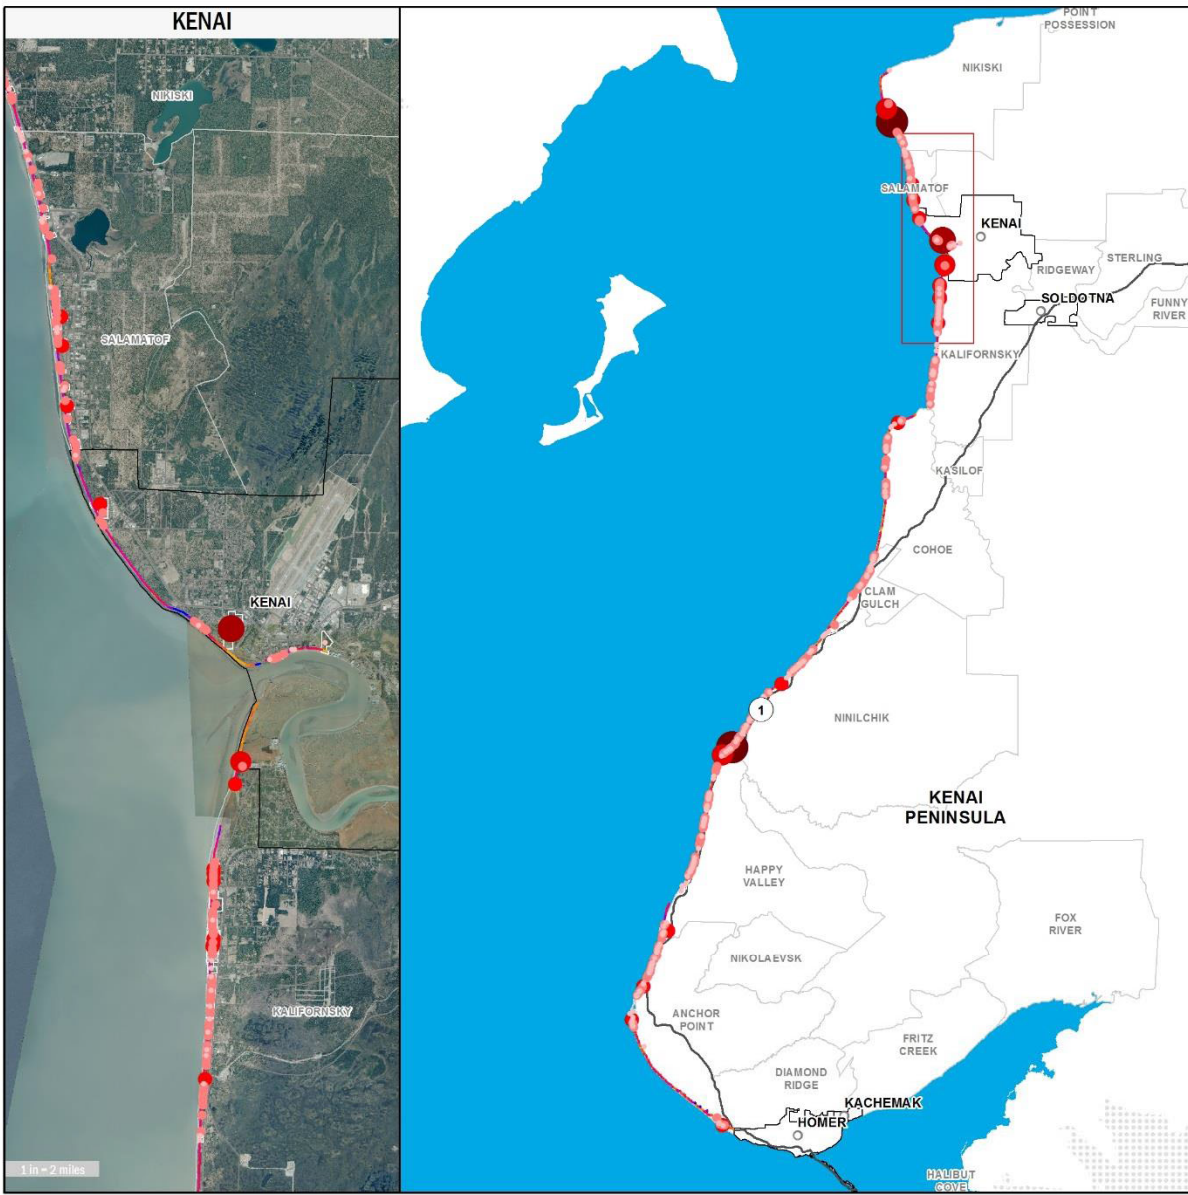 KENAI
NIKISKI
SALAMATOF
KENAI
KALIFORNSKY
1 in = 2 miles
POINT
POSSESSION
NIKISKI
SALAMATOF
KENAI
RIDGEWAY
STERLING
SOLDOTNA
FUNNY
RIVER
KALIFORNSKY
KASILOF
COHOE
CLAM
GULCH
1
NINILCHIK
KENAI
PENINSULA
HAPPY
VALLEY
FOX
RIVER
NIKOLAEVSK
ANCHOR
POINT
FRITZ
CREEK
DIAMOND
RIDGE
KACHEMAK
HOMER
HALIBUT
COVE